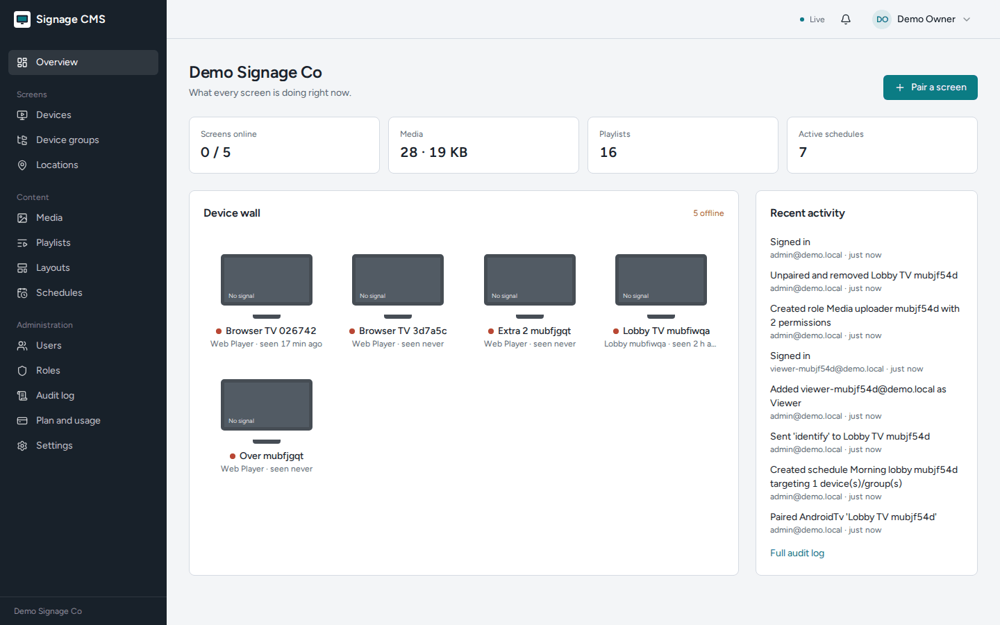 Signage CMS
Live
DO
Demo Owner
Overview
Screens
Devices
Device groups
Locations
Content
Media
Playlists
Layouts
Schedules
Administration
Users
Roles
Audit log
Plan and usage
Settings
Demo Signage Co
Demo Signage Co
What every screen is doing right now.
Pair a screen
Screens online
0 / 5
Media
28 · 19 KB
Playlists
16
Active schedules
7
Device wall
5 offline
No signal
Browser TV 026742
Web Player · seen 17 min ago
No signal
Browser TV 3d7a5c
Web Player · seen never
No signal
Extra 2 mubfjgqt
Web Player · seen never
No signal
Lobby TV mubfiwqa
Lobby mubfiwqa · seen 2 h a...
No signal
Over mubfjgqt
Web Player · seen never
Recent activity
Signed in
admin@demo.local · just now
Unpaired and removed Lobby TV mubjf54d
admin@demo.local · just now
Created role Media uploader mubjf54d with
2 permissions
admin@demo.local · just now
Signed in
viewer-mubjf54d@demo.local · just now
Added viewer-mubjf54d@demo.local as
Viewer
admin@demo.local · just now
Sent 'identify' to Lobby TV mubjf54d
admin@demo.local · just now
Created schedule Morning lobby mubjf54d
targeting 1 device(s)/group(s)
admin@demo.local · just now
Paired AndroidTv 'Lobby TV mubjf54d'
admin@demo.local · just now
Full audit log